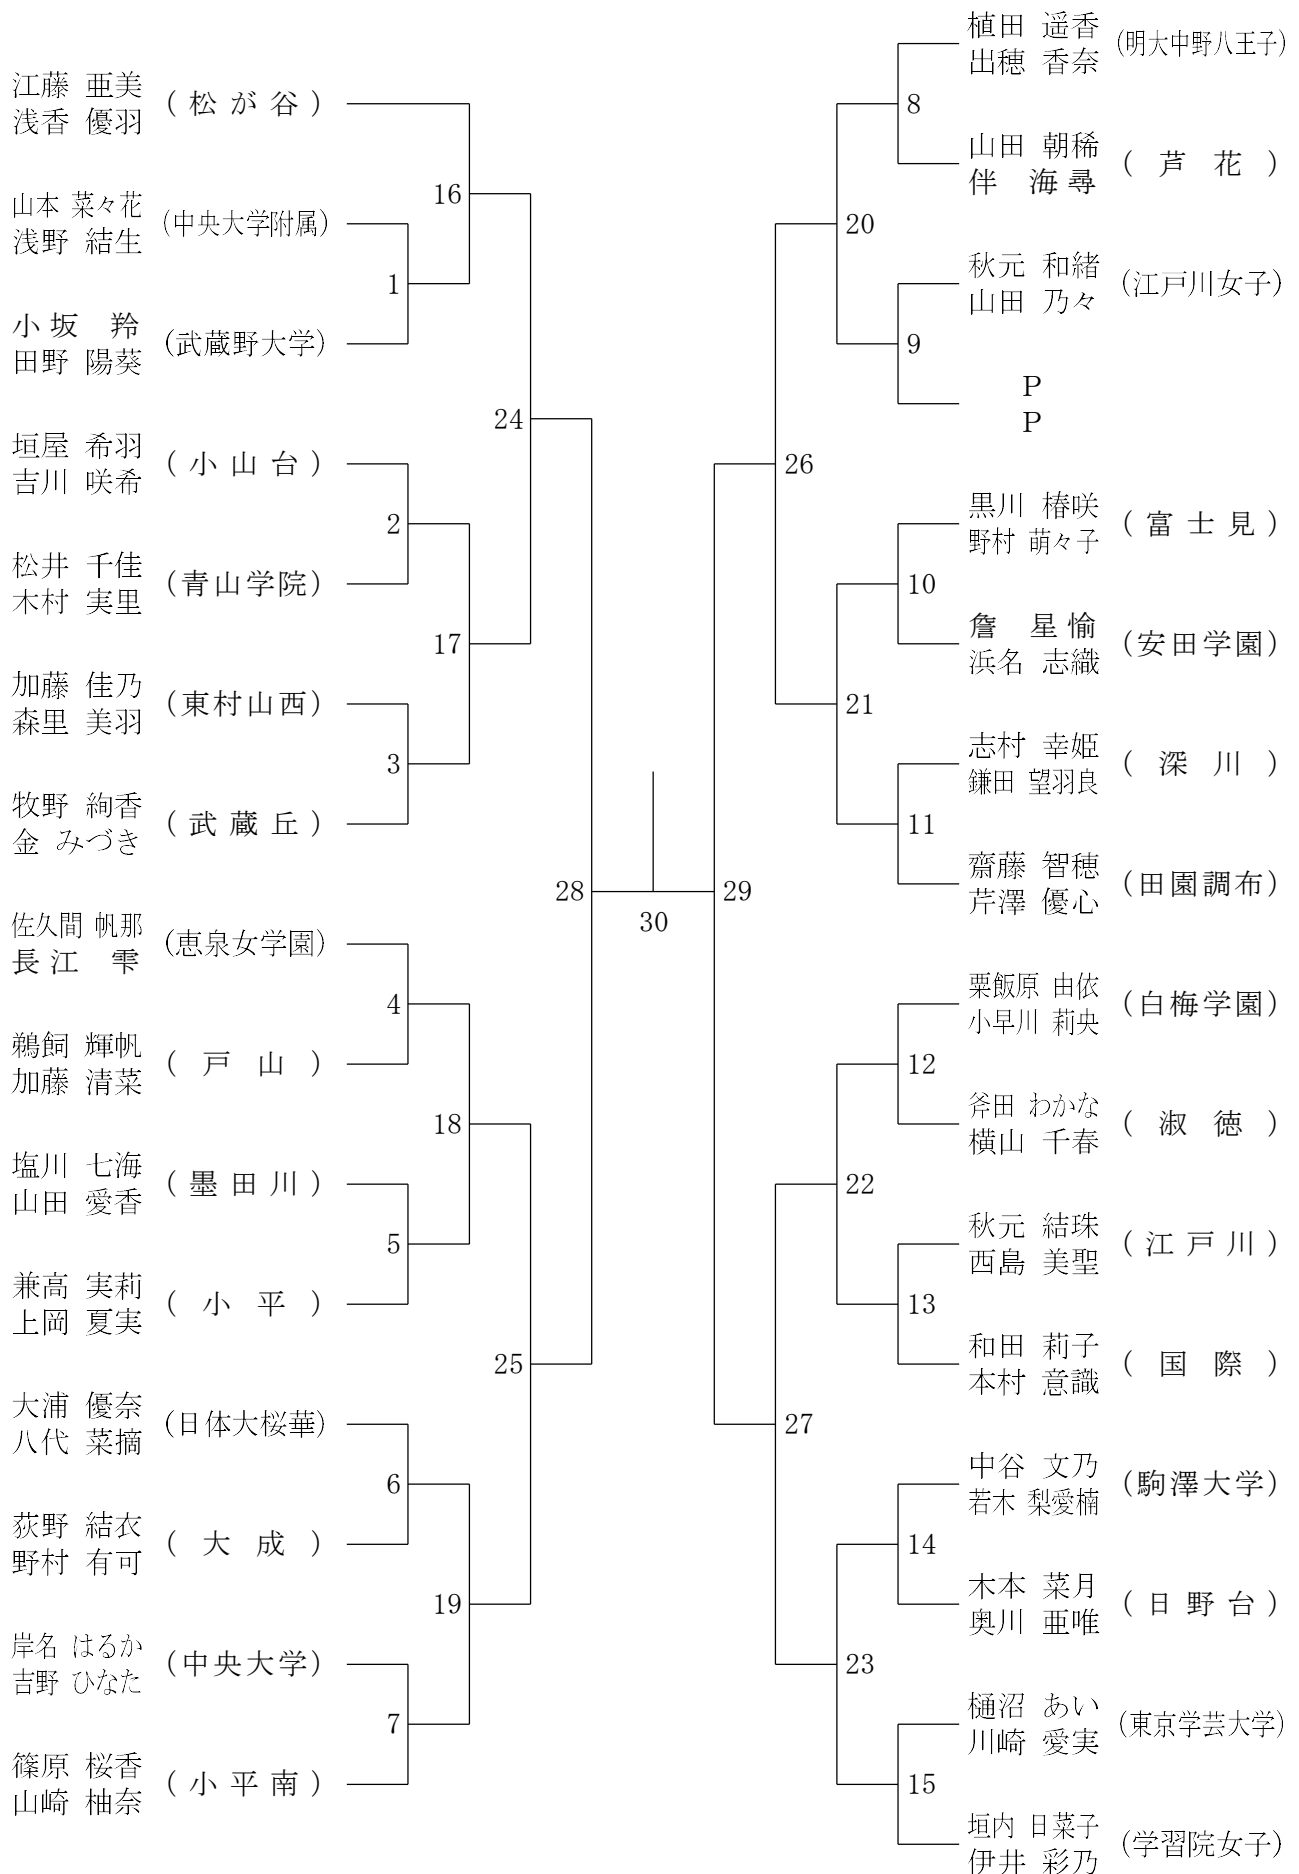 江藤 亜美
浅香 優羽
(松が谷)
山本 菜々花
浅野 結生
(中央大学附属)
小坂 羚
田野 陽葵
(武蔵野大学)
垣屋 希羽
吉川 咲希
(小山台)
松井 千佳
木村 実里
(青山学院)
加藤 佳乃
森里 美羽
(東村山西)
牧野 絢香
金 みづき
(武蔵丘)
佐久間 帆那
長江 雫
(恵泉女学園)
鵜飼 輝帆
加藤 清菜
(戸山)
塩川 七海
山田 愛香
(墨田川)
兼高 実莉
上岡 夏実
(小平)
大浦 優奈
八代 菜摘
(日体大桜華)
荻野 結衣
野村 有可
(大成)
岸名 はるか
吉野 ひなた
(中央大学)
篠原 桜香
山崎 柚奈
(小平南)
1
2
3
4
5
6
7
16
17
18
19
24
25
28
30
29
26
27
20
21
22
23
8
9
10
11
12
13
14
15
植田 遥香
出穂 香奈
(明大中野八王子)
山田 朝稀
伴 海尋
(芦花)
秋元 和緒
山田 乃々
(江戸川女子)
P
P
黒川 椿咲
野村 萌々子
(富士見)
詹 星愉
浜名 志織
(安田学園)
志村 幸姫
鎌田 望羽良
(深川)
齋藤 智穂
芹澤 優心
(田園調布)
粟飯原 由依
小早川 莉央
(白梅学園)
斧田 わかな
横山 千春
(淑徳)
秋元 結珠
西島 美聖
(江戸川)
和田 莉子
本村 意識
(国際)
中谷 文乃
若木 梨愛楠
(駒澤大学)
木本 菜月
奥川 亜唯
(日野台)
樋沼 あい
川崎 愛実
(東京学芸大学)
垣内 日菜子
伊井 彩乃
(学習院女子)